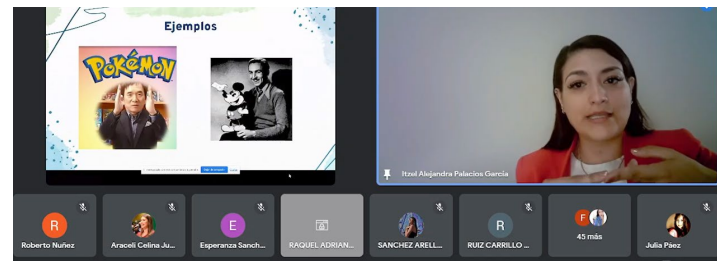 Ejemplos
POKéMON
Itzel Alejandra Palacios Garcia
R
E
R
F
Roberto Nuñez
Araceli Celina Ju...
Esperanza Sanch...
RAQUEL ADRIAN...
SANCHEZ ARELL...
RUIZ CARRILLO ...
45 más
Julia Páez